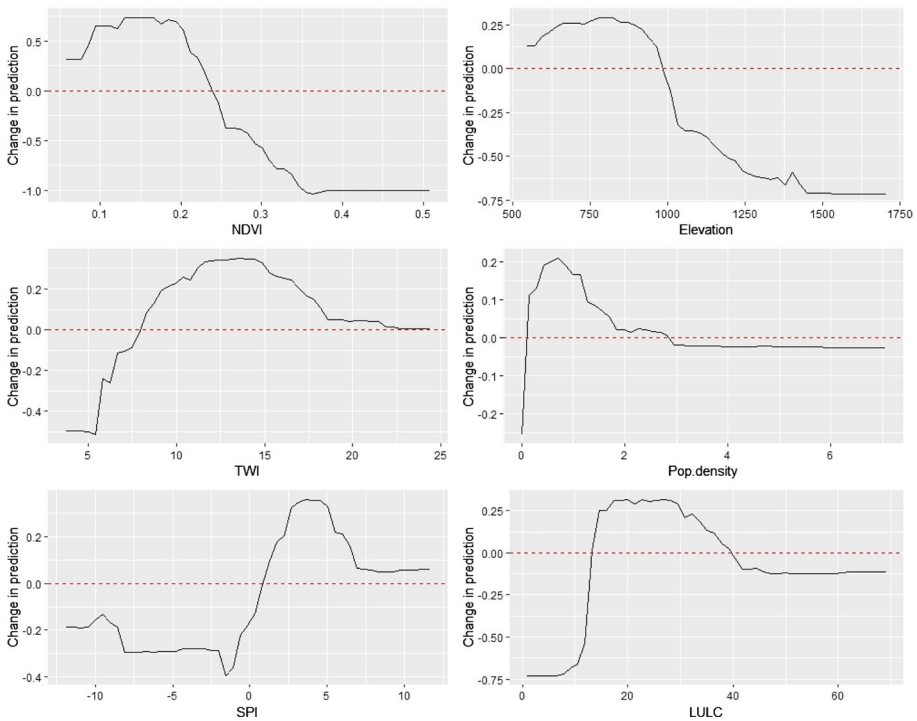 Change in prediction
0.5
0.0
-0.5
-1.0
0.1 0.2 0.3 0.4 0.5
NDVI
Change in prediction
0.25
0.00
-0.25
-0.50
-0.75
500 750 1000 1250 1500 1750
Elevation
Change in prediction
0.2
0.0
-0.2
-0.4
5 10 15 20 25
TWI
Change in prediction
0.2
0.1
0.0
-0.1
-0.2
0 2 4 6
Pop.density
Change in prediction
0.2
0.0
-0.2
-0.4
-10 -5 0 5 10
SPI
Change in prediction
0.25
0.00
-0.25
-0.50
-0.75
0 20 40 60
LULC